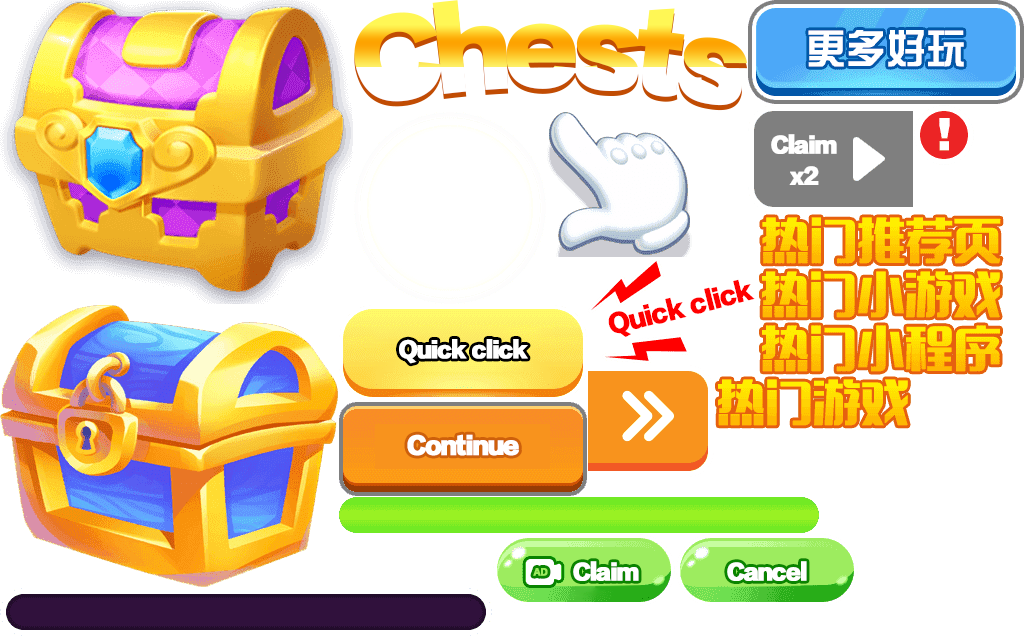 Chests
更多好玩
Claim
x2
!
热门推荐页
热门小游戏
热门小程序
热门游戏
Quick click
Quick click
Continue
AD Claim
Cancel